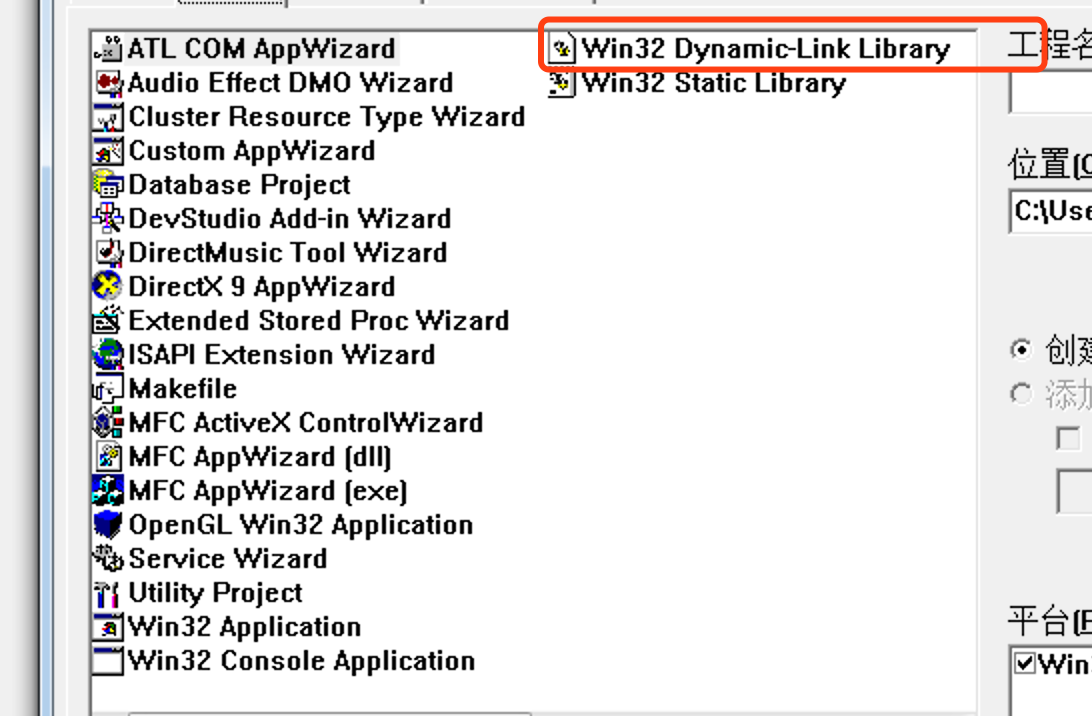 ATL COM AppWizard
Audio Effect DMO Wizard
Cluster Resource Type Wizard
Custom AppWizard
Database Project
DevStudio Add-in Wizard
DirectMusic Tool Wizard
DirectX 9 AppWizard
Extended Stored Proc Wizard
ISAPI Extension Wizard
Makefile
MFC ActiveX ControlWizard
MFC AppWizard (dll)
MFC AppWizard (exe)
OpenGL Win32 Application
Service Wizard
Utility Project
Win32 Application
Win32 Console Application
Win32 Dynamic-Link Library
Win32 Static Library
工程名
位置(
C:\Use
创建
添加
平台(
Win